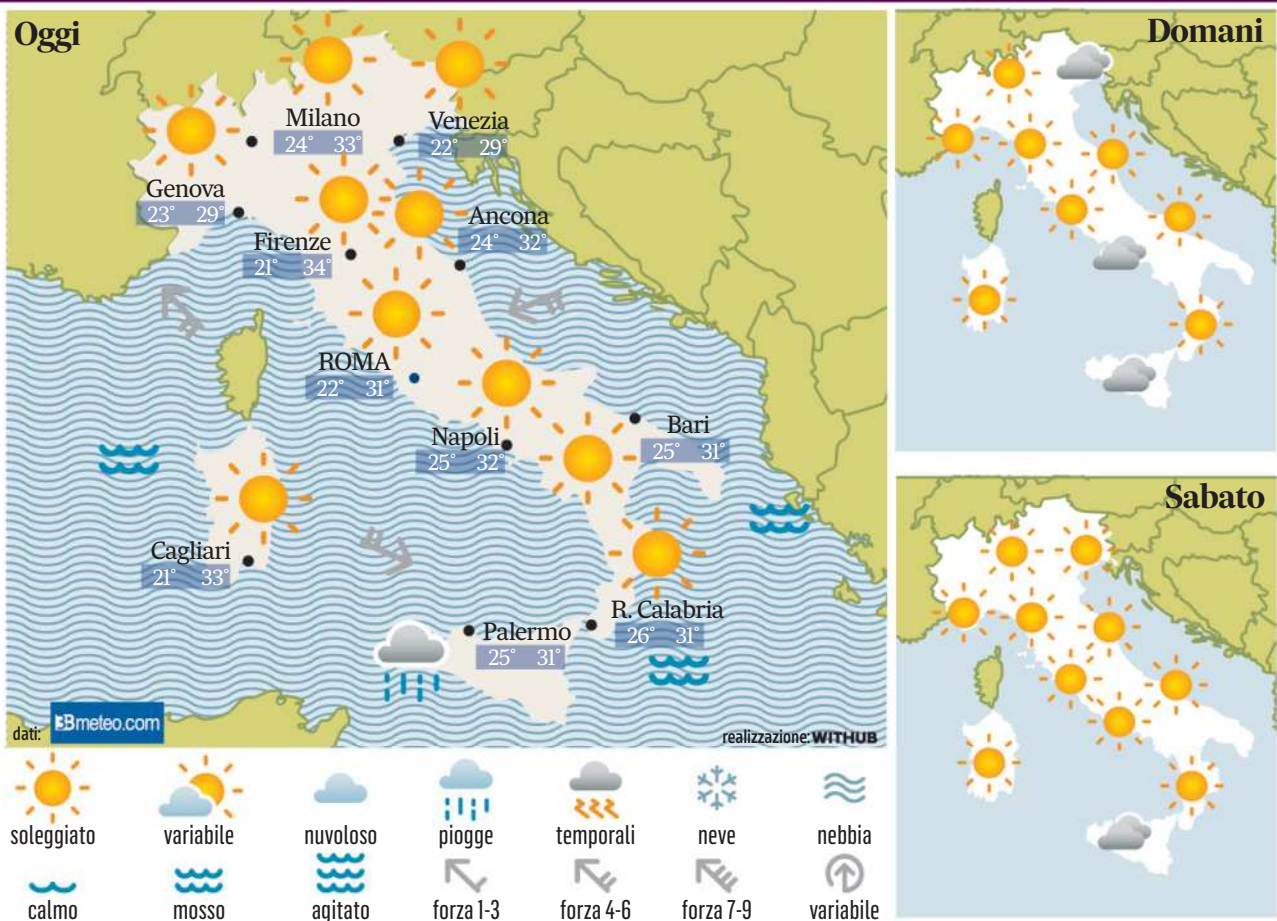 Oggi
Milano
24° 33°
Venezia
22° 29°
Genova
23° 29°
Ancona
24° 32°
Firenze
21° 34°
ROMA
22° 31°
Napoli
25° 32°
Bari
25° 31°
Cagliari
21° 33°
R. Calabria
26° 31°
Palermo
25° 31°
dati: 3Bmeteo.com
realizzazione: WITHUB
Domani
Sabato
soleggiato variabile nuvoloso piogge temporali neve nebbia
calmo mosso agitato forza 1-3 forza 4-6 forza 7-9 variabile